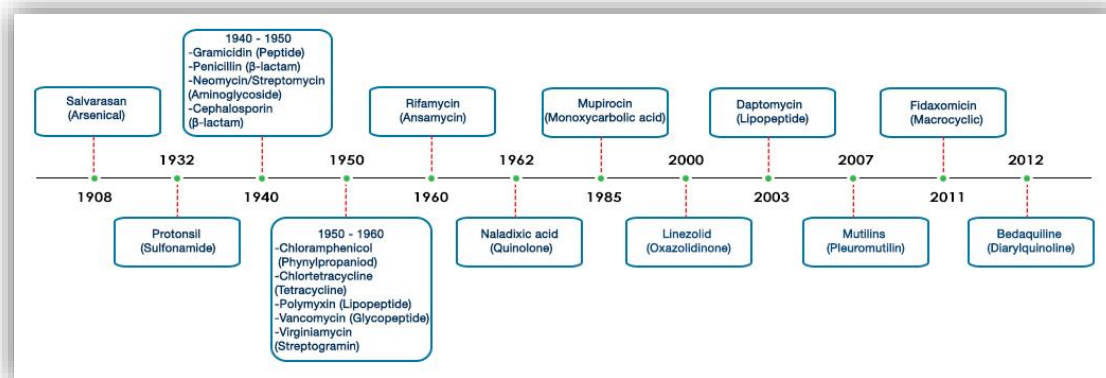 Salvarasan
(Arsenical)
1908
1932
Protonsil
(Sulfonamide)
1940 - 1950
-Gramicidin (Peptide)
-Penicillin (β-lactam)
-Neomycin/Streptomycin
(Aminoglycoside)
-Cephalosporin
(β-lactam)
1940
1950
1950 - 1960
-Chloramphenicol
(Phynylpropaniod)
-Chlortetracycline
(Tetracycline)
-Polymyxin (Lipopeptide)
-Vancomycin (Glycopeptide)
-Virginiamycin
(Streptogramin)
Rifamycin
(Ansamycin)
1960
1962
Naladixic acid
(Quinolone)
Mupirocin
(Monoxycarbolic acid)
1985
2000
Linezolid
(Oxazolidinone)
Daptomycin
(Lipopeptide)
2003
2007
Mutilins
(Pleuromutilin)
Fidaxomicin
(Macrocyclic)
2011
2012
Bedaquiline
(Diarylquinoline)